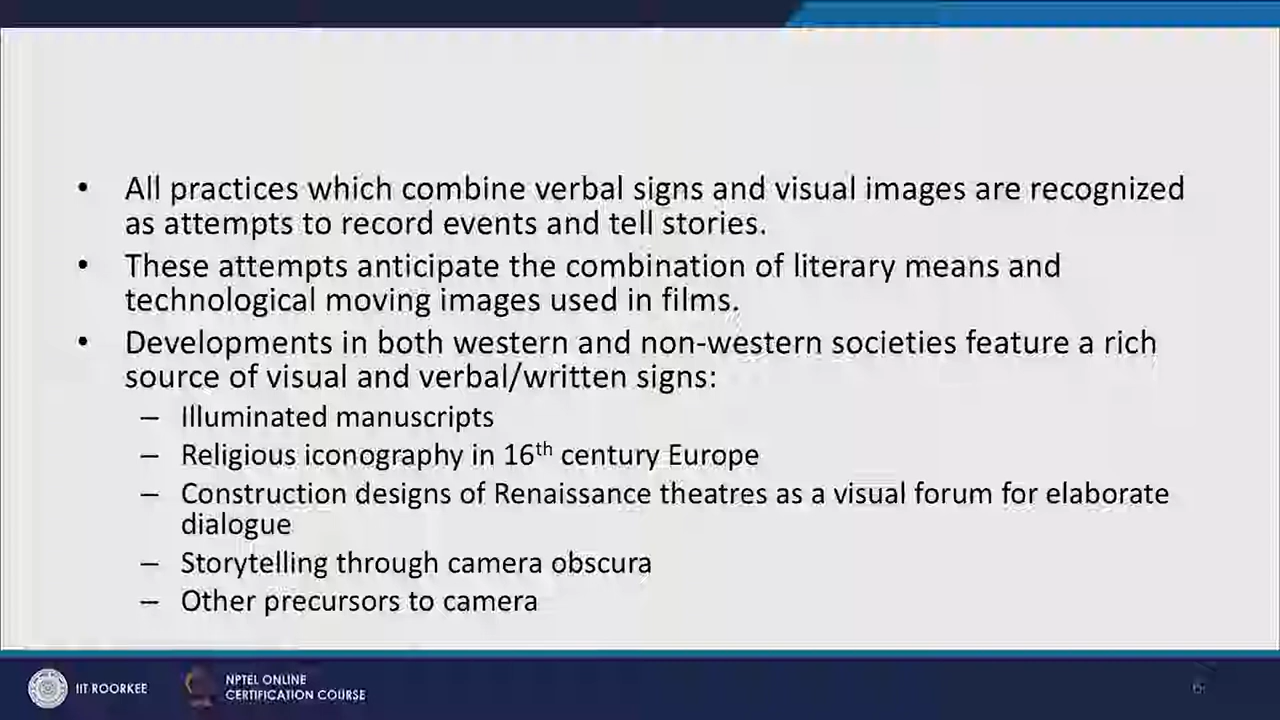 • All practices which combine verbal signs and visual images are recognized
as attempts to record events and tell stories.
• These attempts anticipate the combination of literary means and
technological moving images used in films.
• Developments in both western and non-western societies feature a rich
source of visual and verbal/written signs:
– Illuminated manuscripts
– Religious iconography in 16th century Europe
– Construction designs of Renaissance theatres as a visual forum for elaborate
dialogue
– Storytelling through camera obscura
– Other precursors to camera
IIT ROORKEE
NPTEL ONLINE
CERTIFICATION COURSE